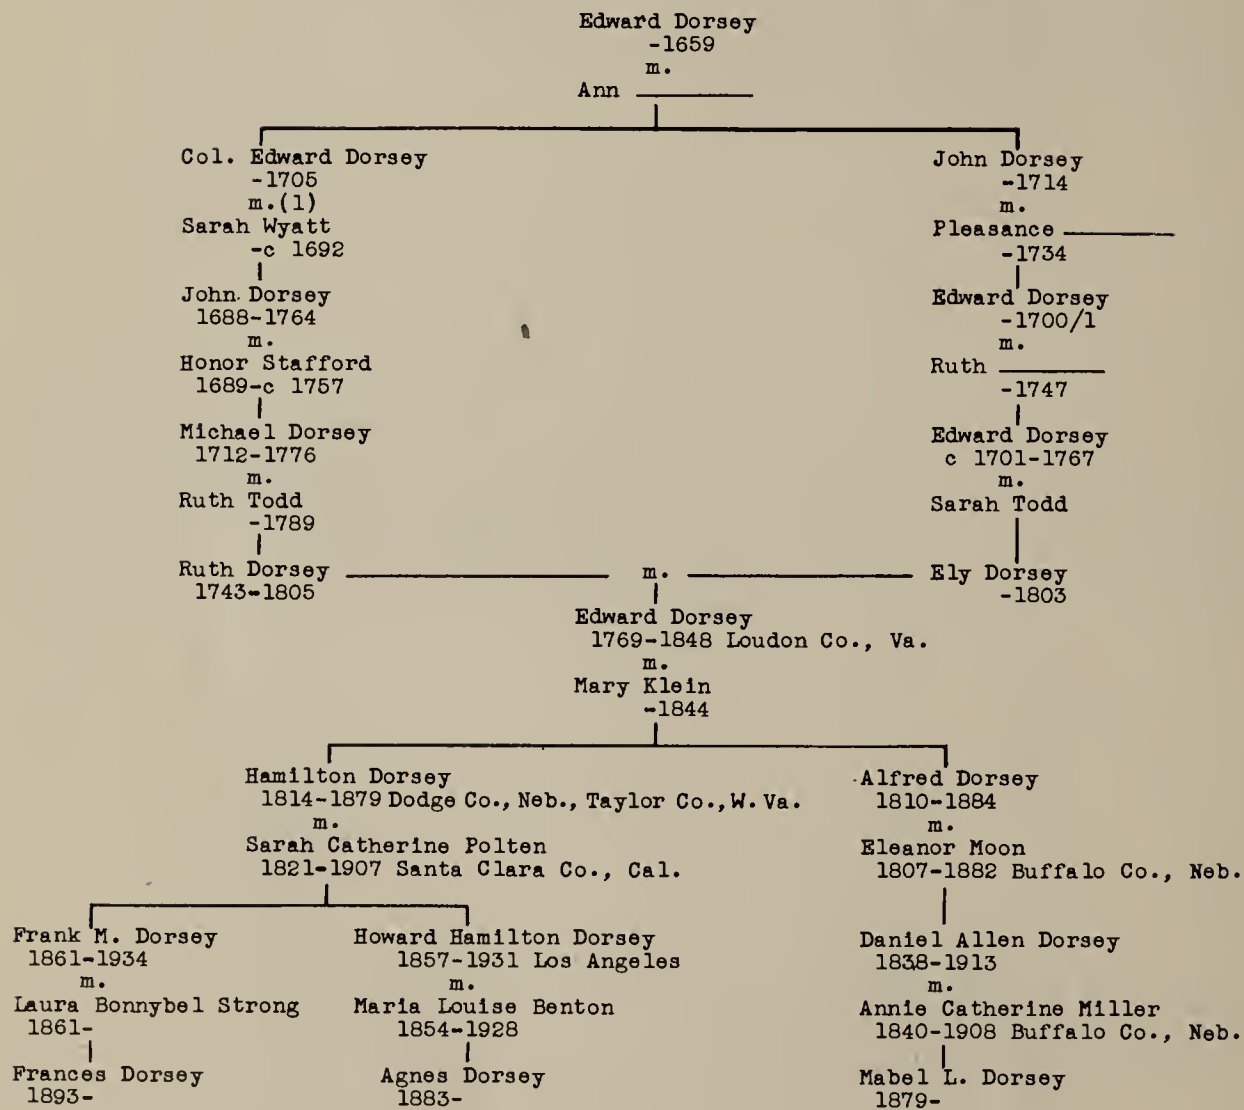 Edward Dorsey
-1659
m.
Ann
Col. Edward Dorsey
-1705
m.(1)
Sarah Wyatt
-c 1692
John Dorsey
1688-1764
m.
Honor Stafford
1689-c 1757
Michael Dorsey
1712-1776
m.
Ruth Todd
-1789
Ruth Dorsey
1743-1805
John Dorsey
-1714
m.
Pleasance
-1734
Edward Dorsey
-1700/1
m.
Ruth
-1747
Edward Dorsey
c 1701-1767
m.
Sarah Todd
m.
Ely Dorsey
-1803
Edward Dorsey
1769-1848 Loudon Co., Va.
m.
Mary Klein
-1844
Hamilton Dorsey
1814-1879 Dodge Co., Neb., Taylor Co., W. Va.
m.
Sarah Catherine Polten
1821-1907 Santa Clara Co., Cal.
Alfred Dorsey
1810-1884
m.
Eleanor Moon
1807-1882 Buffalo Co., Neb.
Frank M. Dorsey
1861-1934
m.
Laura Bonnybel Strong
1861-
Frances Dorsey
1893-
Howard Hamilton Dorsey
1857-1931 Los Angeles
m.
Maria Louise Benton
1854-1928
Agnes Dorsey
1883-
Daniel Allen Dorsey
1838-1913
m.
Annie Catherine Miller
1840-1908 Buffalo Co., Neb.
Mabel L. Dorsey
1879-